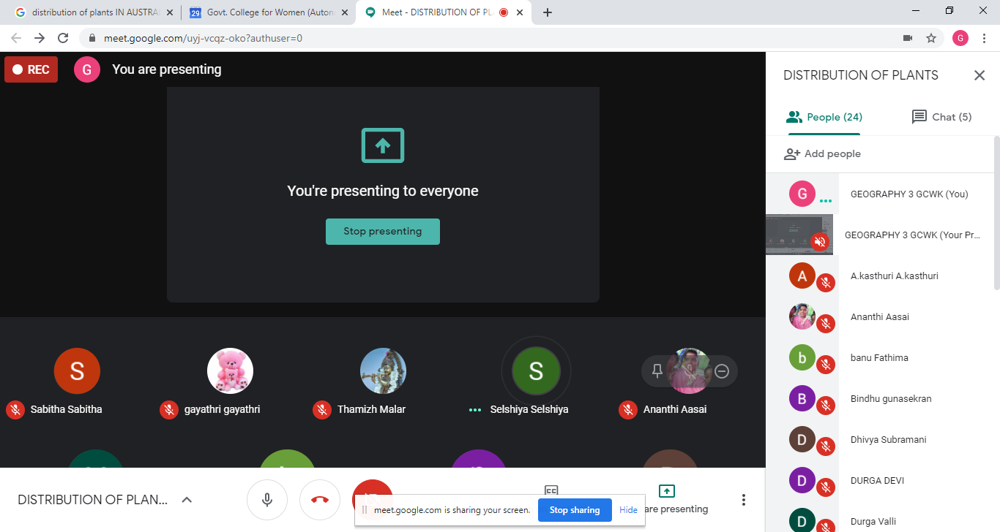 distribution of plants IN AUSTRA
Govt. College for Women (Auton
Meet - DISTRIBUTION OF PL
meet.google.com/uyj-vcqz-oko?authuser=0
G
REC
G
You are presenting
You're presenting to everyone
Stop presenting
S
S
Sabitha Sabitha
gayathri gayathri
Thamizh Malar
Selshiya Selshiya
Ananthi Aasai
DISTRIBUTION OF PLAN...
meet.google.com is sharing your screen.
Stop sharing
Hide
are presenting
DISTRIBUTION OF PLANTS
People (24)
Chat (5)
Add people
G
GEOGRAPHY 3 GCWK (You)
GEOGRAPHY 3 GCWK (Your Pr...
A
A.kasthuri A.kasthuri
Ananthi Aasai
b
banu Fathima
B
Bindhu gunasekran
D
Dhivya Subramani
D
DURGA DEVI
D
Durga Valli